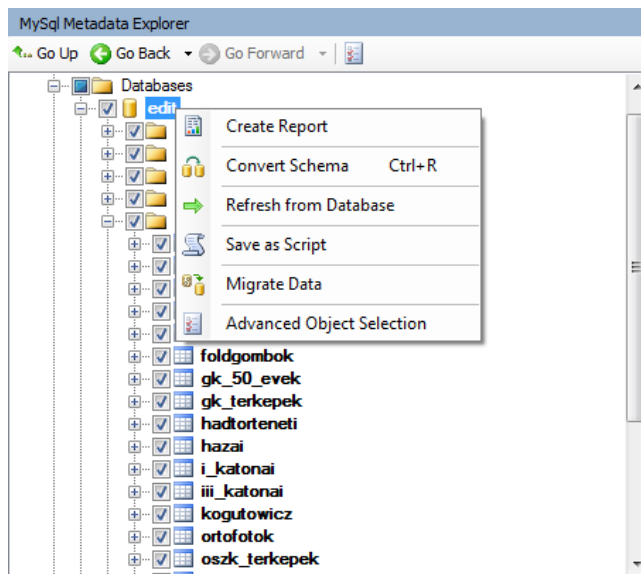 MySql Metadata Explorer
Go Up Go Back Go Forward
Databases
edit
Create Report
Convert Schema Ctrl+R
Refresh from Database
Save as Script
Migrate Data
Advanced Object Selection
foldgombok
gk_50_evek
gk_terkepek
hadtorteneti
hazai
i_katonai
iii_katonai
kogutowicz
ortofotok
oszk_terkepek